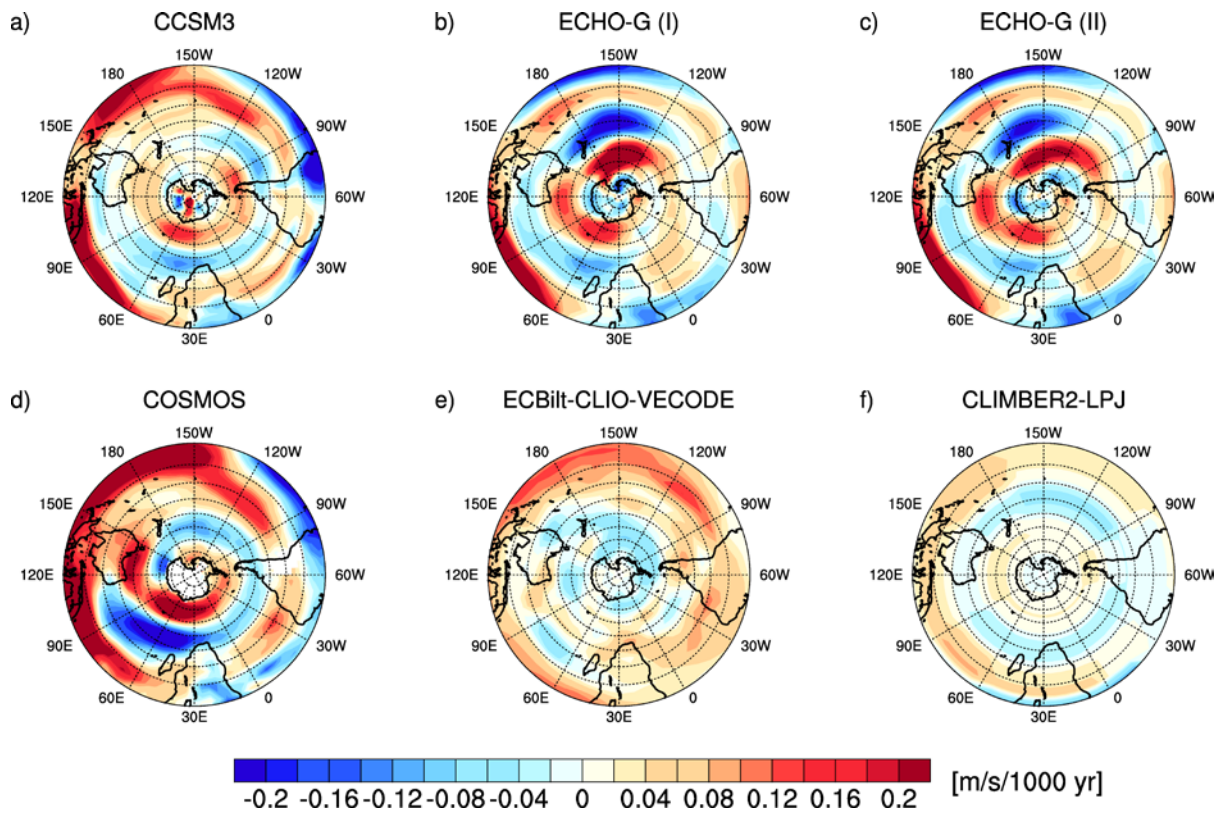 a) CCSM3
b) ECHO-G (I)
c) ECHO-G (II)
150W
180 120W
150E 90W
120E 60W
90E 30W
60E 0
30E
150W
180 120W
150E 90W
120E 60W
90E 30W
60E 0
30E
150W
180 120W
150E 90W
120E 60W
90E 30W
60E 0
30E
d) COSMOS
e) ECBilt-CLIO-VECODE
f) CLIMBER2-LPJ
150W
180 120W
150E 90W
120E 60W
90E 30W
60E 0
30E
150W
180 120W
150E 90W
120E 60W
90E 30W
60E 0
30E
150W
180 120W
150E 90W
120E 60W
90E 30W
60E 0
30E
-0.2 -0.16 -0.12 -0.08 -0.04 0 0.04 0.08 0.12 0.16 0.2 [m/s/1000 yr]